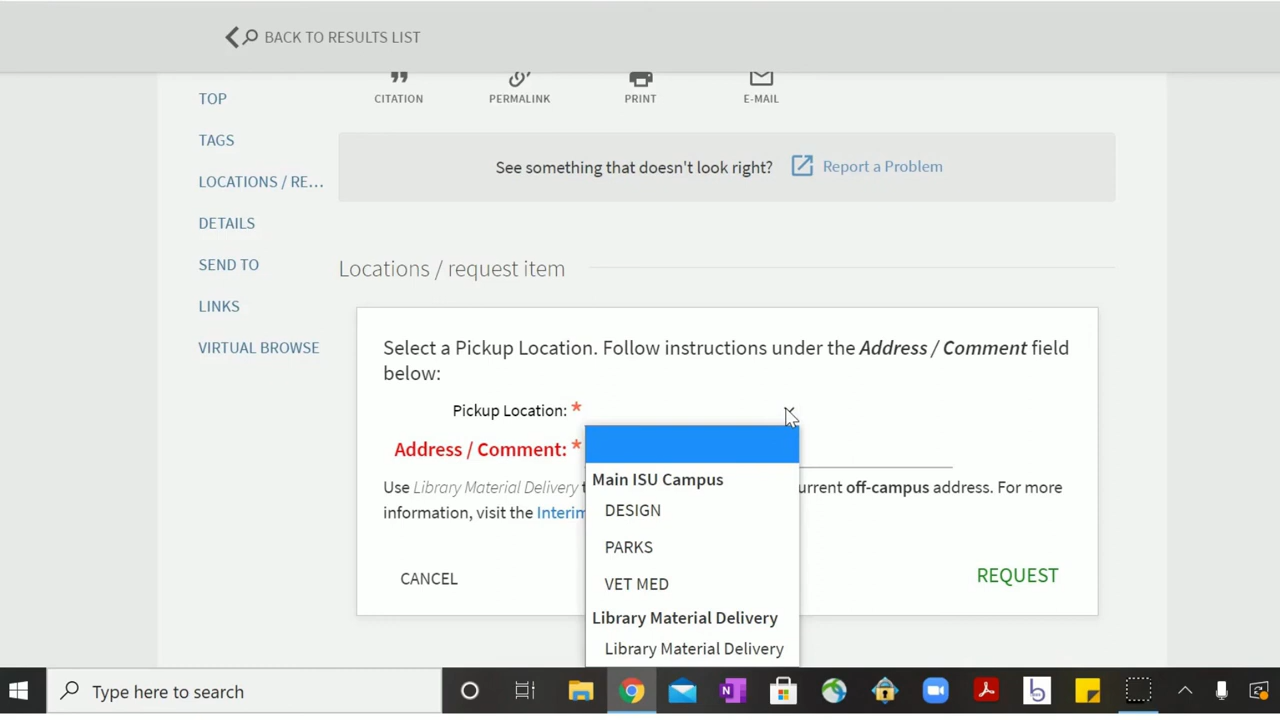 BACK TO RESULTS LIST
CITATION
PERMALINK
PRINT
E-MAIL
TOP
TAGS
LOCATIONS / RE...
DETAILS
SEND TO
LINKS
VIRTUAL BROWSE
See something that doesn't look right? Report a Problem
Locations / request item
Select a Pickup Location. Follow instructions under the Address / Comment field
below:
Pickup Location: *
Address / Comment: *
Main ISU Campus
DESIGN
PARKS
VET MED
Library Material Delivery
Library Material Delivery
Use Library Material Delivery off-campus address. For more
information, visit the Interim
CANCEL
REQUEST
Type here to search